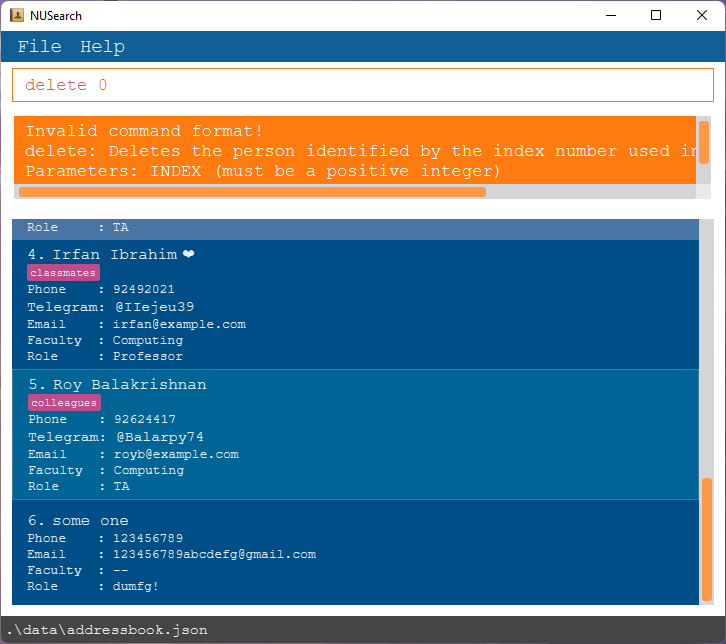 NUSearch
File Help
delete 0
Invalid command format!
delete: Deletes the person identified by the index number used in
Parameters: INDEX (must be a positive integer)
Role : TA
4. Irfan Ibrahim ❤
classmates
Phone : 92492021
Telegram: @IIejeu39
Email : irfan@example.com
Faculty : Computing
Role : Professor
5. Roy Balakrishnan
colleagues
Phone : 92624417
Telegram: @Balarpy74
Email : royb@example.com
Faculty : Computing
Role : TA
6. some one
Phone : 123456789
Email : 123456789abcdefg@gmail.com
Faculty : --
Role : dumfg!
.\data\addressbook.json